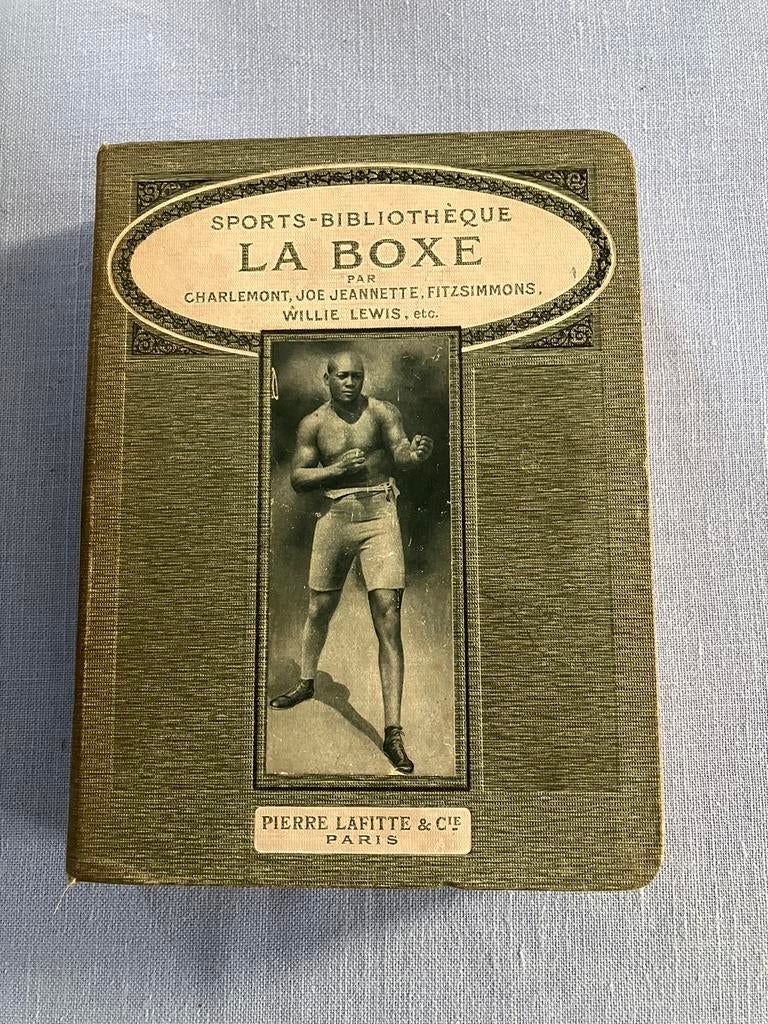 SPORTS-BIBLIOTHÈQUE
LA BOXE
PAR
CHARLEMONT, JOE JEANNETTE, FITZSIMMONS,
WILLIE LEWIS, etc.
PIERRE LAFITTE & CIE
PARIS